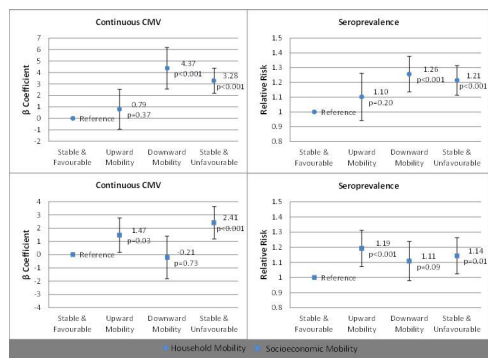 Continuous CMV
β Coefficient
7
6
5
4
3
2
1
0
-1
-2
Reference
0.79
p=0.37
4.37
p<0.001
3.28
p<0.001
Stable &
Favourable
Upward
Mobility
Downward
Mobility
Stable &
Unfavourable
Seroprevalence
Relative Risk
1.5
1.4
1.3
1.2
1.1
1
0.9
0.8
Reference
1.10
p=0.20
1.26
p<0.001
1.21
p<0.001
Stable &
Favourable
Upward
Mobility
Downward
Mobility
Stable &
Unfavourable
Continuous CMV
β Coefficient
4
3
2
1
0
-1
-2
-3
-4
Reference
1.47
p=0.03
-0.21
p=0.73
2.41
p<0.001
Stable &
Favourable
Upward
Mobility
Downward
Mobility
Stable &
Unfavourable
Seroprevalence
Relative Risk
1.5
1.4
1.3
1.2
1.1
1
0.9
0.8
Reference
1.19
p<0.001
1.11
p=0.09
1.14
p=0.01
Stable &
Favourable
Upward
Mobility
Downward
Mobility
Stable &
Unfavourable
Household Mobility
Socioeconomic Mobility